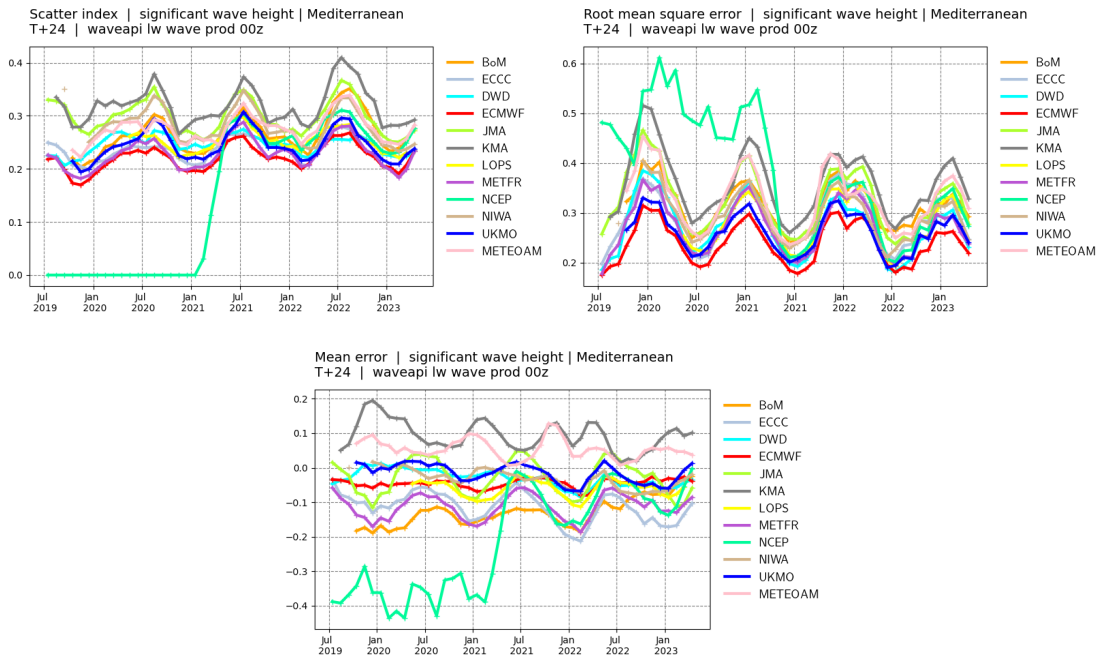 Scatter index | significant wave height | Mediterranean
T+24 | waveapi lw wave prod 00z
0.4
0.3
0.2
0.1
0.0
Jul 2019
Jan 2020
Jul 2020
Jan 2021
Jul 2021
Jan 2022
Jul 2022
Jan 2023
BoM
ECCC
DWD
ECMWF
JMA
KMA
LOPS
METFR
NCEP
NIWA
UKMO
METEOAM
Root mean square error | significant wave height | Mediterranean
T+24 | waveapi lw wave prod 00z
0.6
0.5
0.4
0.3
0.2
Jul 2019
Jan 2020
Jul 2020
Jan 2021
Jul 2021
Jan 2022
Jul 2022
Jan 2023
BoM
ECCC
DWD
ECMWF
JMA
KMA
LOPS
METFR
NCEP
NIWA
UKMO
METEOAM
Mean error | significant wave height | Mediterranean
T+24 | waveapi lw wave prod 00z
0.2
0.1
0.0
−0.1
−0.2
−0.3
−0.4
Jul 2019
Jan 2020
Jul 2020
Jan 2021
Jul 2021
Jan 2022
Jul 2022
Jan 2023
BoM
ECCC
DWD
ECMWF
JMA
KMA
LOPS
METFR
NCEP
NIWA
UKMO
METEOAM